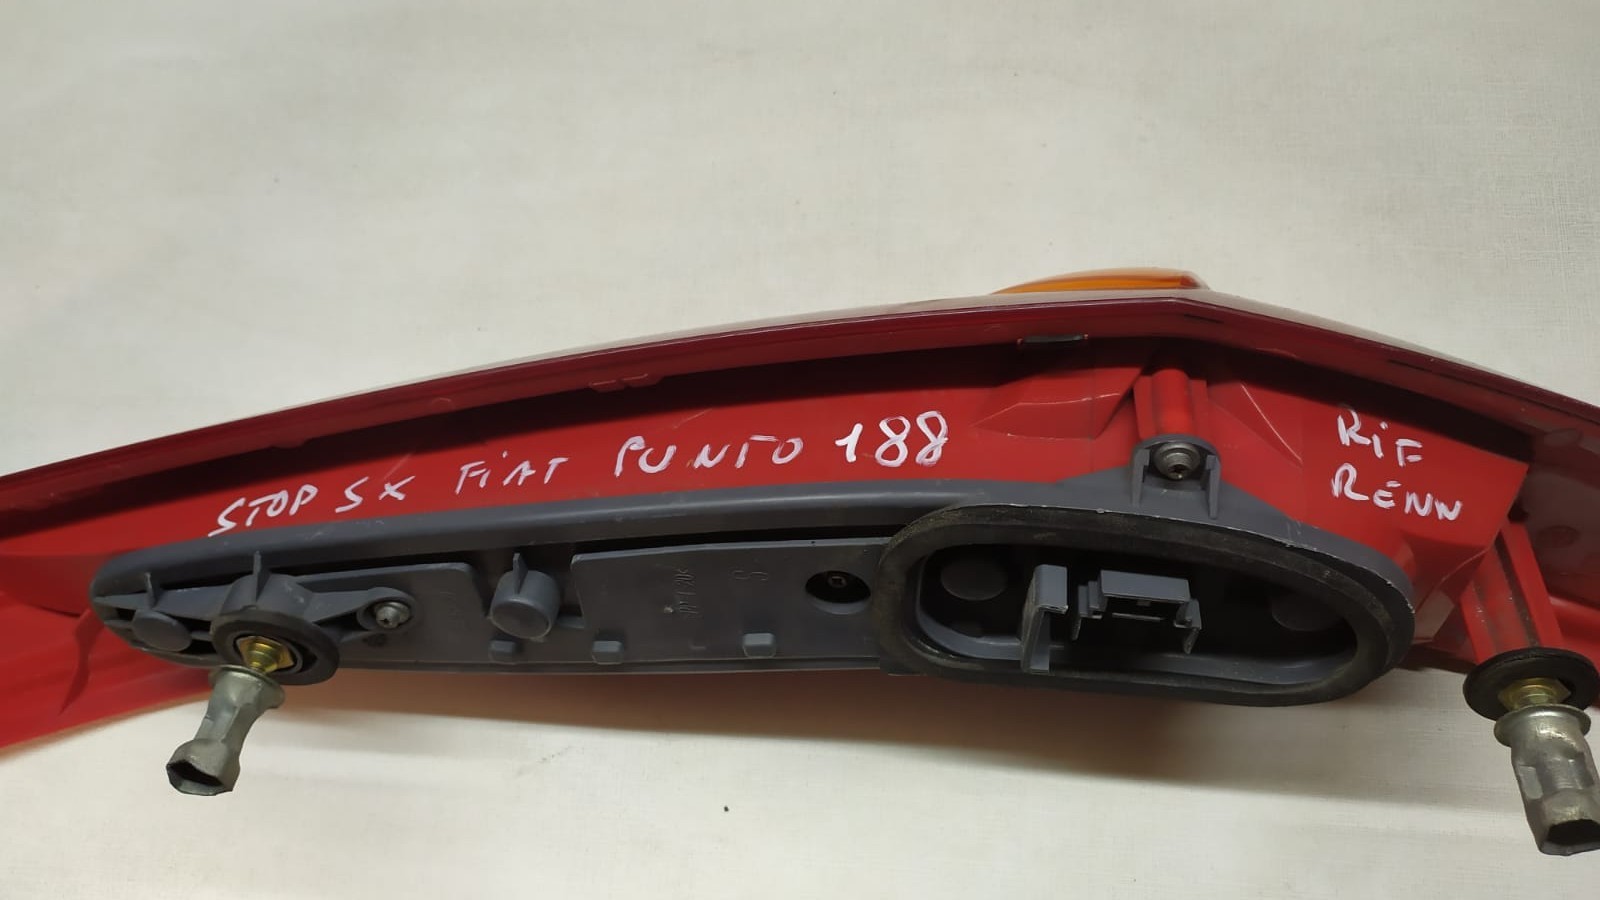 STOP SX FiAT PUNTO 188
RiF
RENN
S